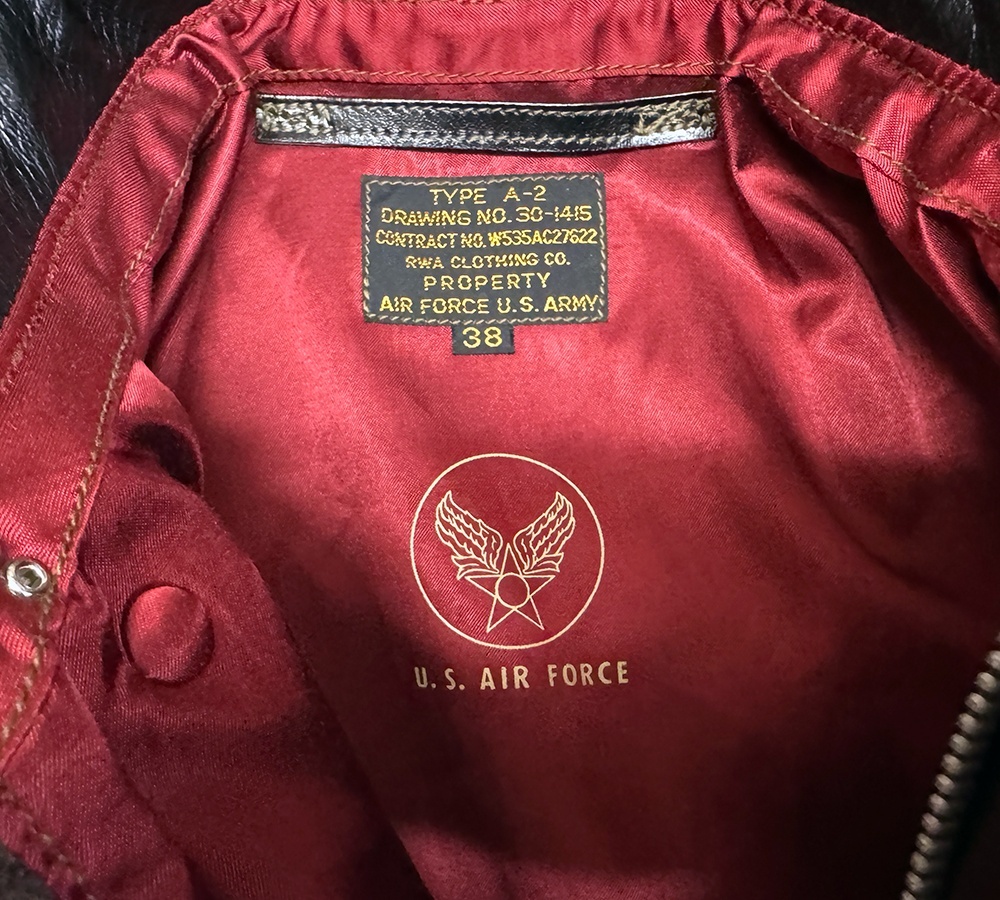 TYPE A-2
DRAWING NO. 30-1415
CONTRACT NO. W535AC27622
RWA CLOTHING CO.
PROPERTY
AIR FORCE U.S. ARMY
38
U.S. AIR FORCE